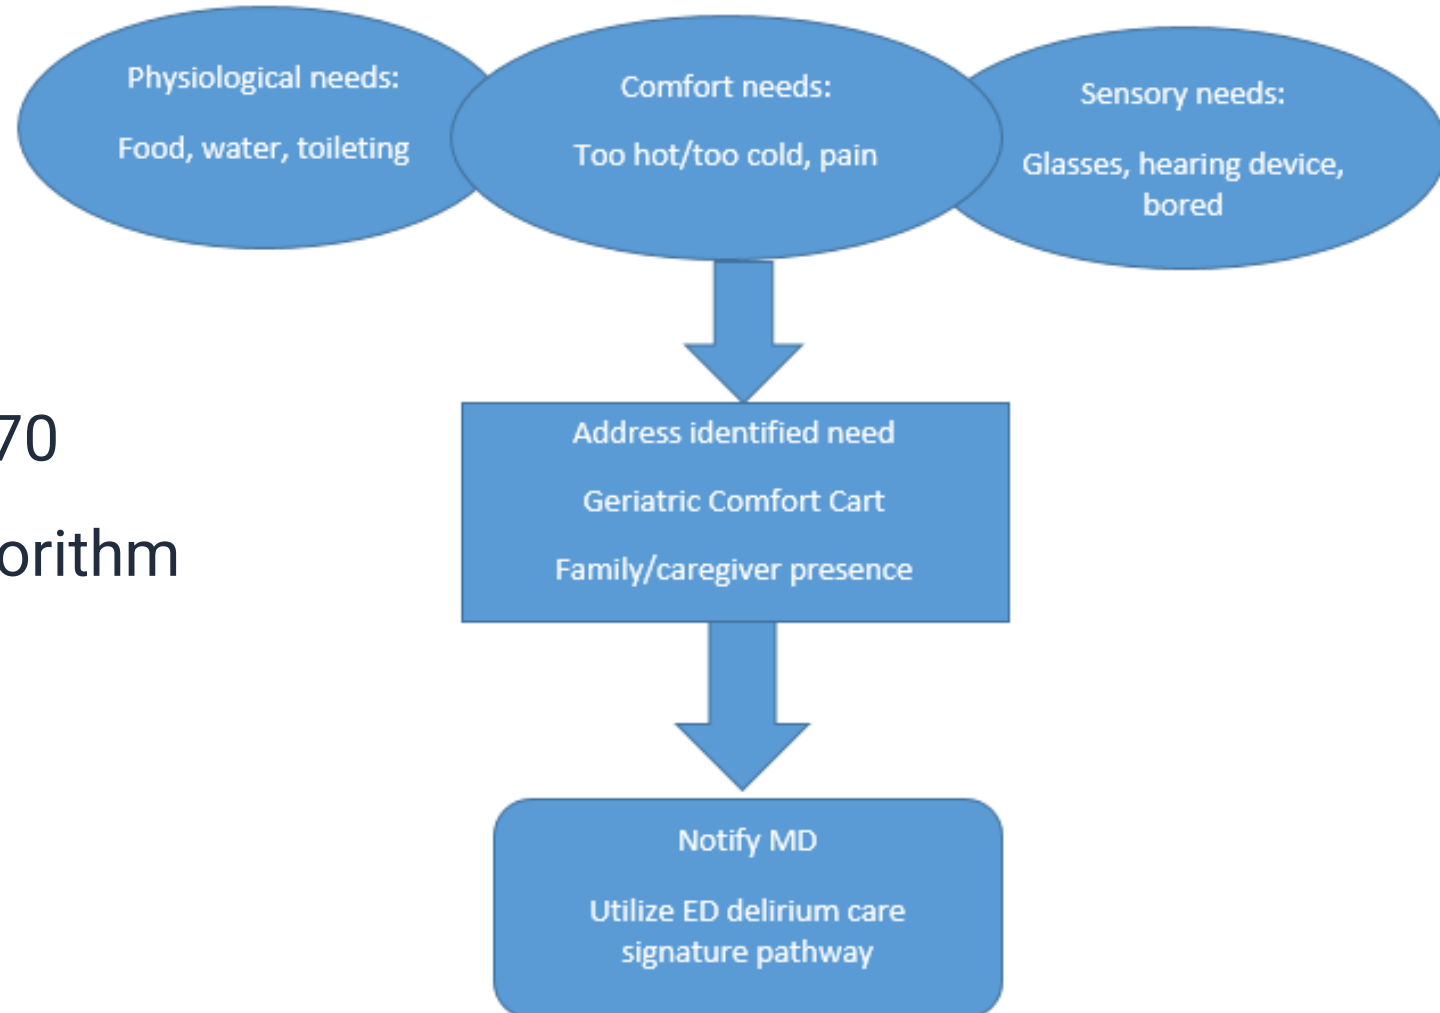 Physiological needs:
Food, water, toileting
Comfort needs:
Too hot/too cold, pain
Sensory needs:
Glasses, hearing device,
bored
70
orithm
Address identified need
Geriatric Comfort Cart
Family/caregiver presence
Notify MD
Utilize ED delirium care
signature pathway